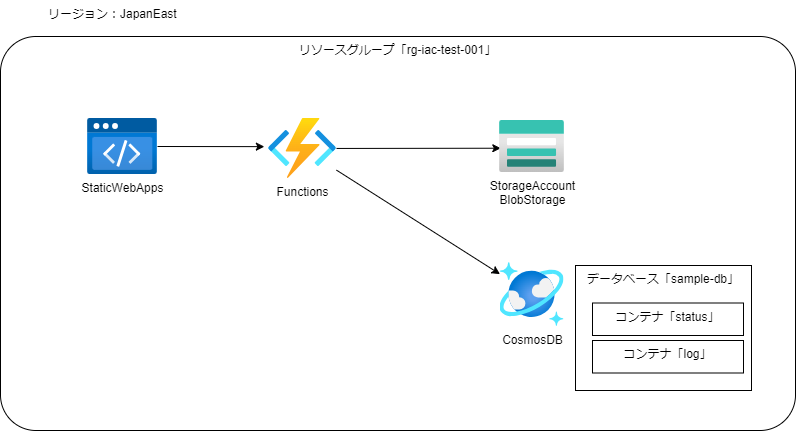 リージョン：JapanEast
リソースグループ「rg-iac-test-001」
StaticWebApps
Functions
StorageAccount
BlobStorage
CosmosDB
データベース「sample-db」
コンテナ「status」
コンテナ「log」